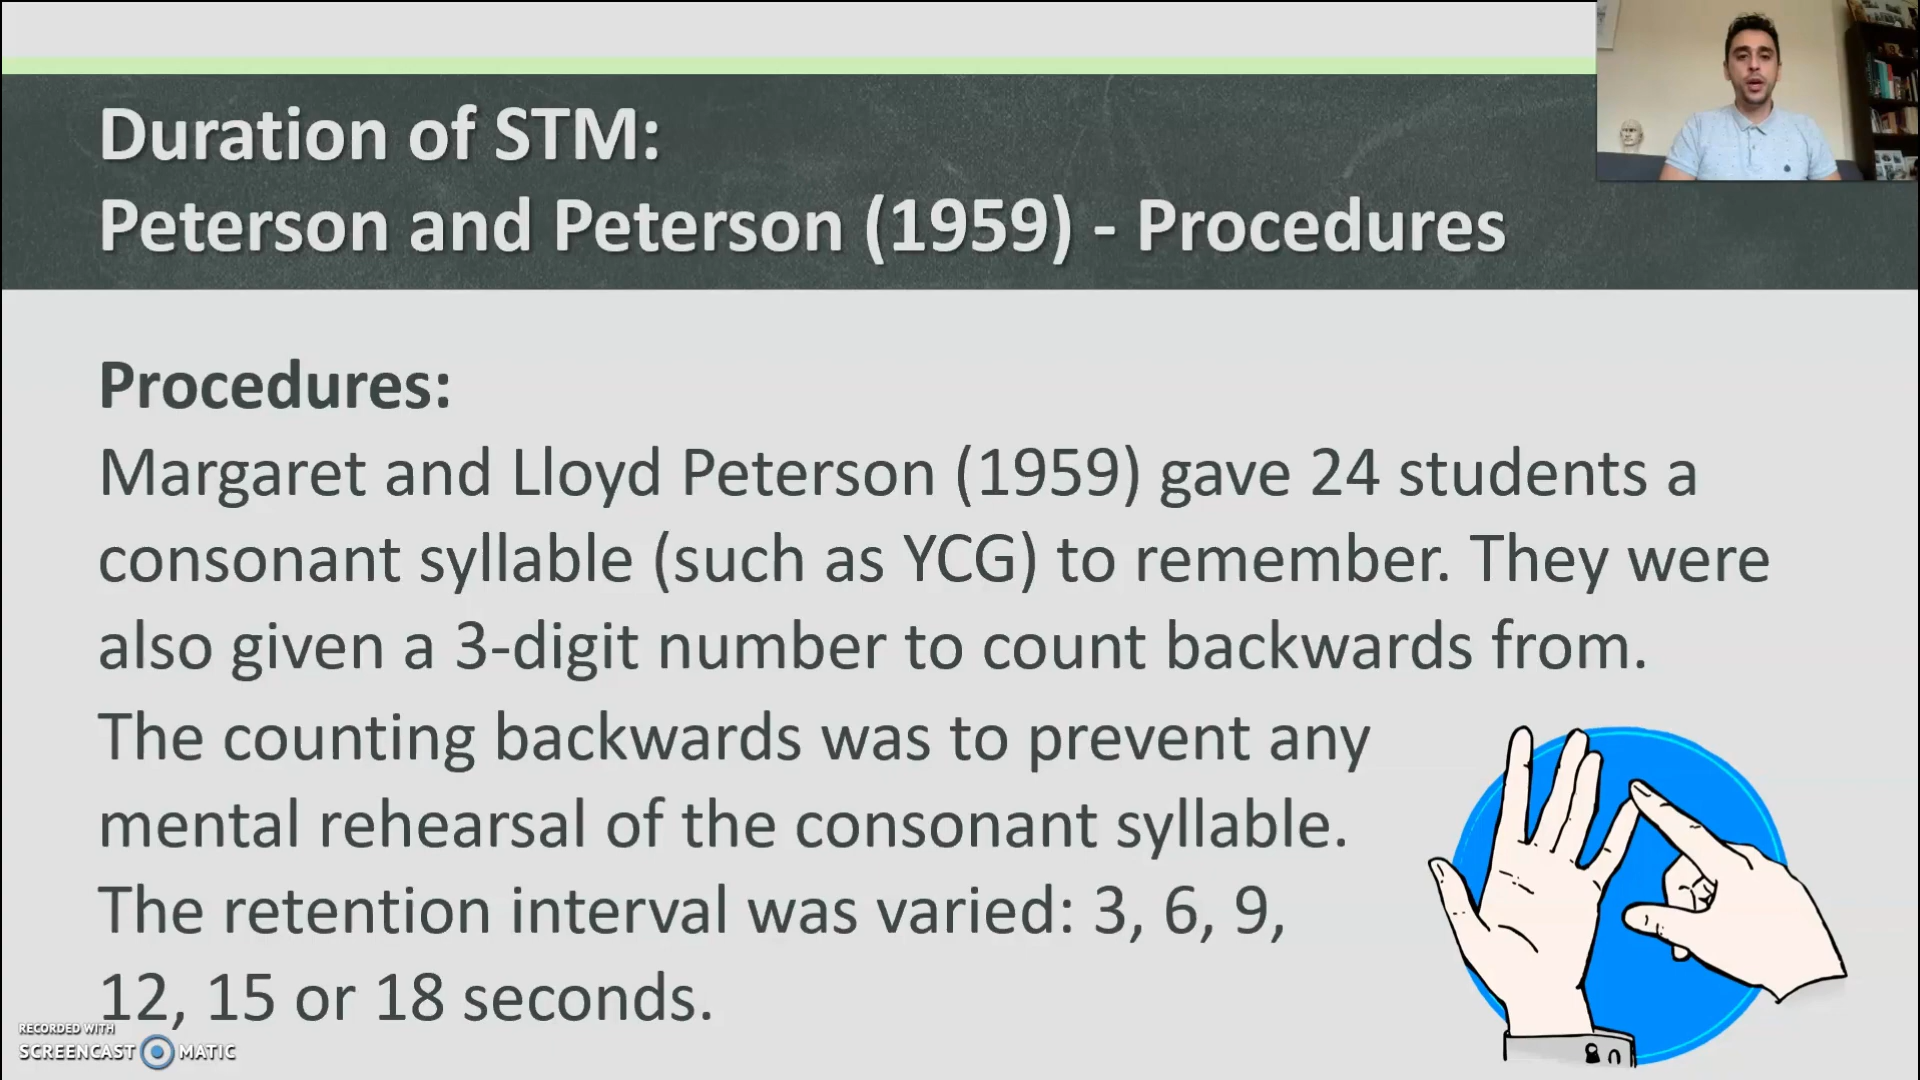 Duration of STM:
Peterson and Peterson (1959) - Procedures
Procedures:
Margaret and Lloyd Peterson (1959) gave 24 students a
consonant syllable (such as YCG) to remember. They were
also given a 3-digit number to count backwards from.
The counting backwards was to prevent any
mental rehearsal of the consonant syllable.
The retention interval was varied: 3, 6, 9,
12, 15 or 18 seconds.
RECORDED WITH
SCREENCAST MATIC